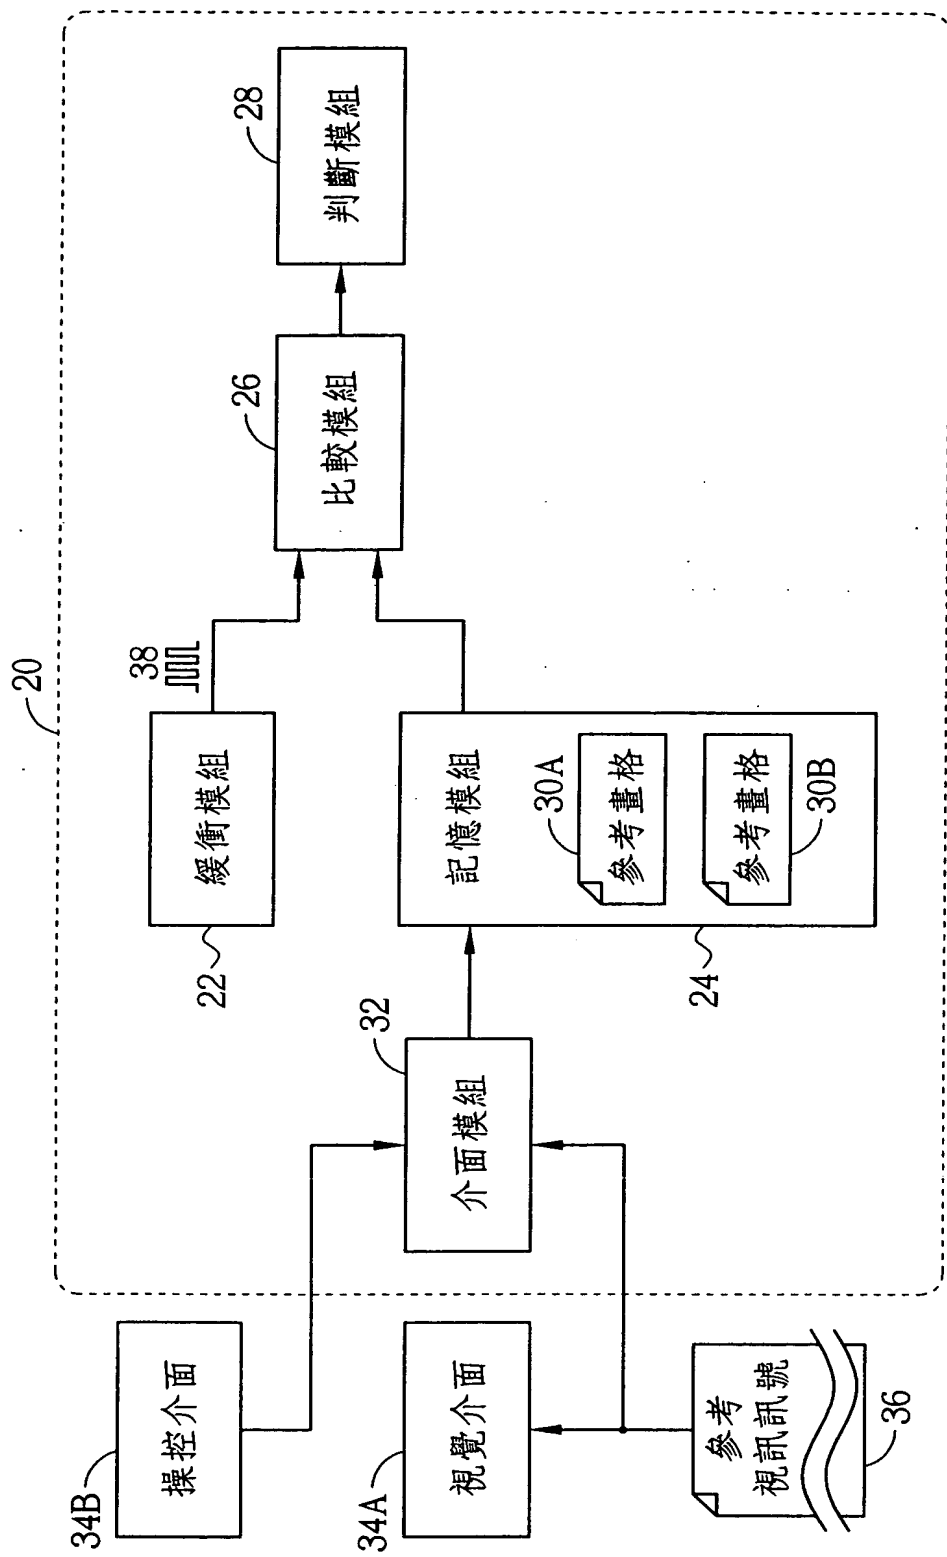 20
34B
操控介面
34A
視覺介面
參考
視訊訊號
36
32
介面模組
22
緩衝模組
38
24
記憶模組
30A
參考畫格
參考畫格
30B
26
比較模組
28
判斷模組